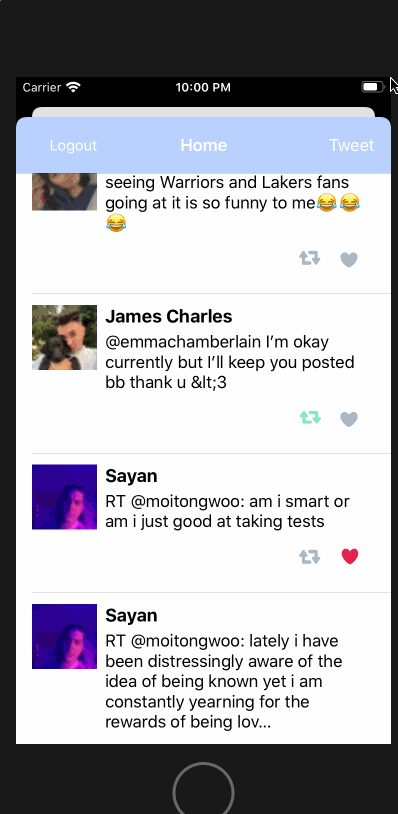 Carrier 10:00 PM
Logout Home Tweet
seeing Warriors and Lakers fans
going at it is so funny to me😂😂
😂
James Charles
@emmachamberlain I’m okay
currently but I’ll keep you posted
bb thank u &lt;3
Sayan
RT @moitongwoo: am i smart or
am i just good at taking tests
Sayan
RT @moitongwoo: lately i have
been distressingly aware of the
idea of being known yet i am
constantly yearning for the
rewards of being lov…